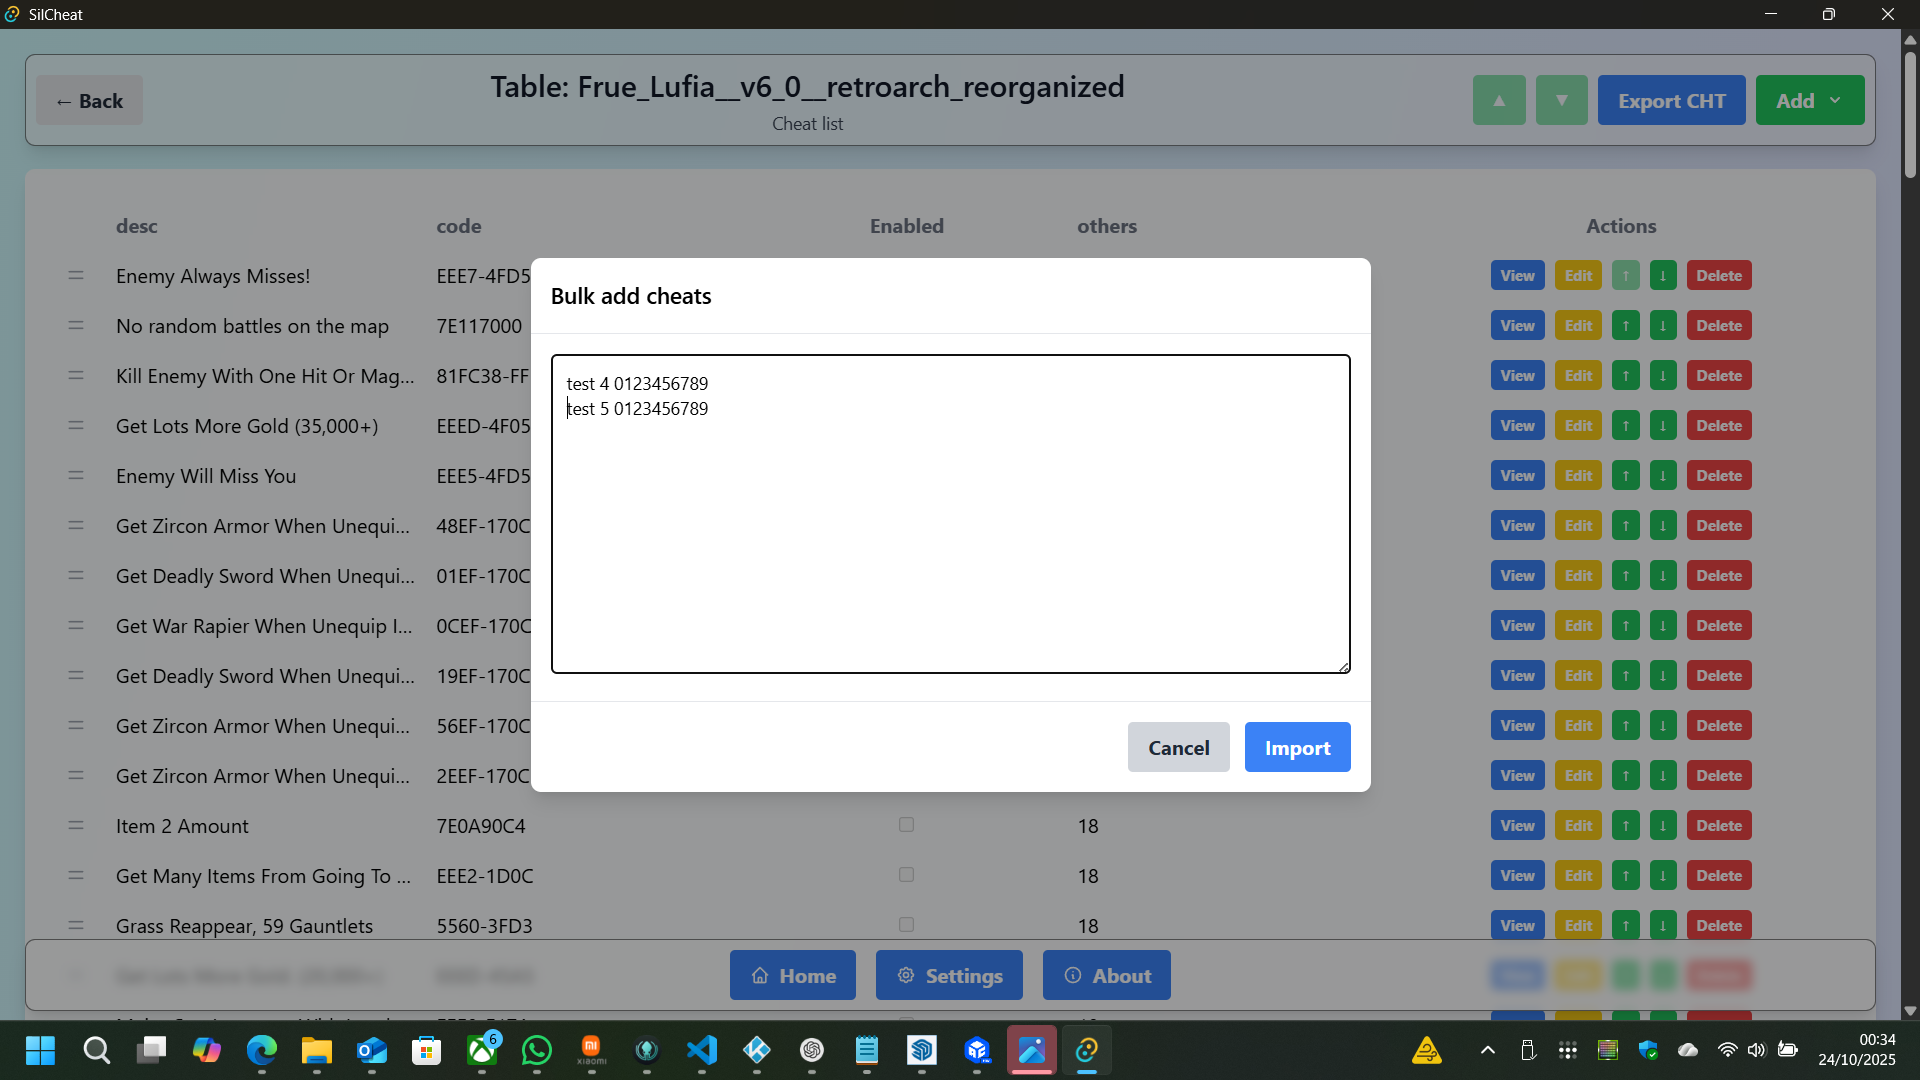 SilCheat
← Back
Table: Frue_Lufia__v6_0__retroarch_reorganized
Cheat list
▲ ▼ Export CHT Add
desc code Enabled others Actions
Enemy Always Misses! EEE7-4FD5 View Edit ↑ ↓ Delete
No random battles on the map 7E117000 View Edit ↑ ↓ Delete
Kill Enemy With One Hit Or Mag... 81FC38-FF View Edit ↑ ↓ Delete
Get Lots More Gold (35,000+) EEED-4F05 View Edit ↑ ↓ Delete
Enemy Will Miss You EEE5-4FD5 View Edit ↑ ↓ Delete
Get Zircon Armor When Unequi... 48EF-170C View Edit ↑ ↓ Delete
Get Deadly Sword When Unequi... 01EF-170C View Edit ↑ ↓ Delete
Get War Rapier When Unequip I... 0CEF-170C View Edit ↑ ↓ Delete
Get Deadly Sword When Unequi... 19EF-170C View Edit ↑ ↓ Delete
Get Zircon Armor When Unequi... 56EF-170C View Edit ↑ ↓ Delete
Get Zircon Armor When Unequi... 2EEF-170C View Edit ↑ ↓ Delete
Item 2 Amount 7E0A90C4 18 View Edit ↑ ↓ Delete
Get Many Items From Going To ... EEE2-1D0C 18 View Edit ↑ ↓ Delete
Grass Reappear, 59 Gauntlets 5560-3FD3 18 View Edit ↑ ↓ Delete
Bulk add cheats
test 4 0123456789
test 5 0123456789
Cancel Import
Home Settings About
6
mi
xiaomi
00:34
24/10/2025